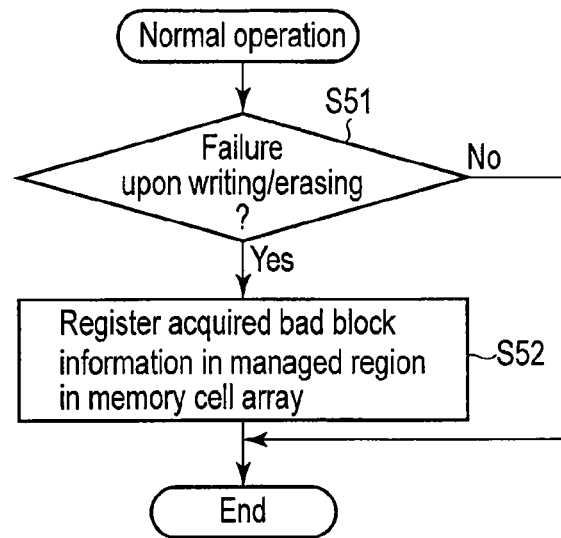 Normal operation
S51
Failure
upon writing/erasing
?
No
Yes
Register acquired bad block
information in managed region
in memory cell array
S52
End